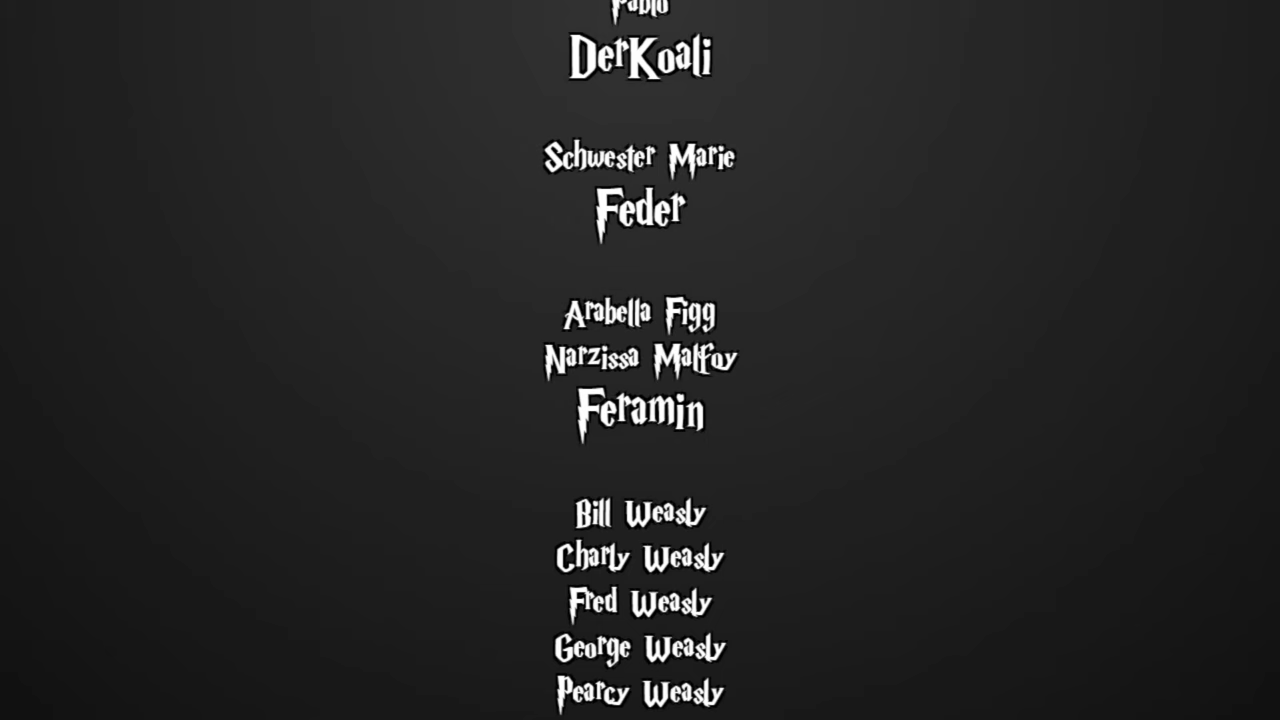 Pablo
DerKoali
Schwester Marie
Feder
Arabella Figg
Narzissa Malfoy
Feramin
Bill Weasly
Charly Weasly
Fred Weasly
George Weasly
Pearcy Weasly